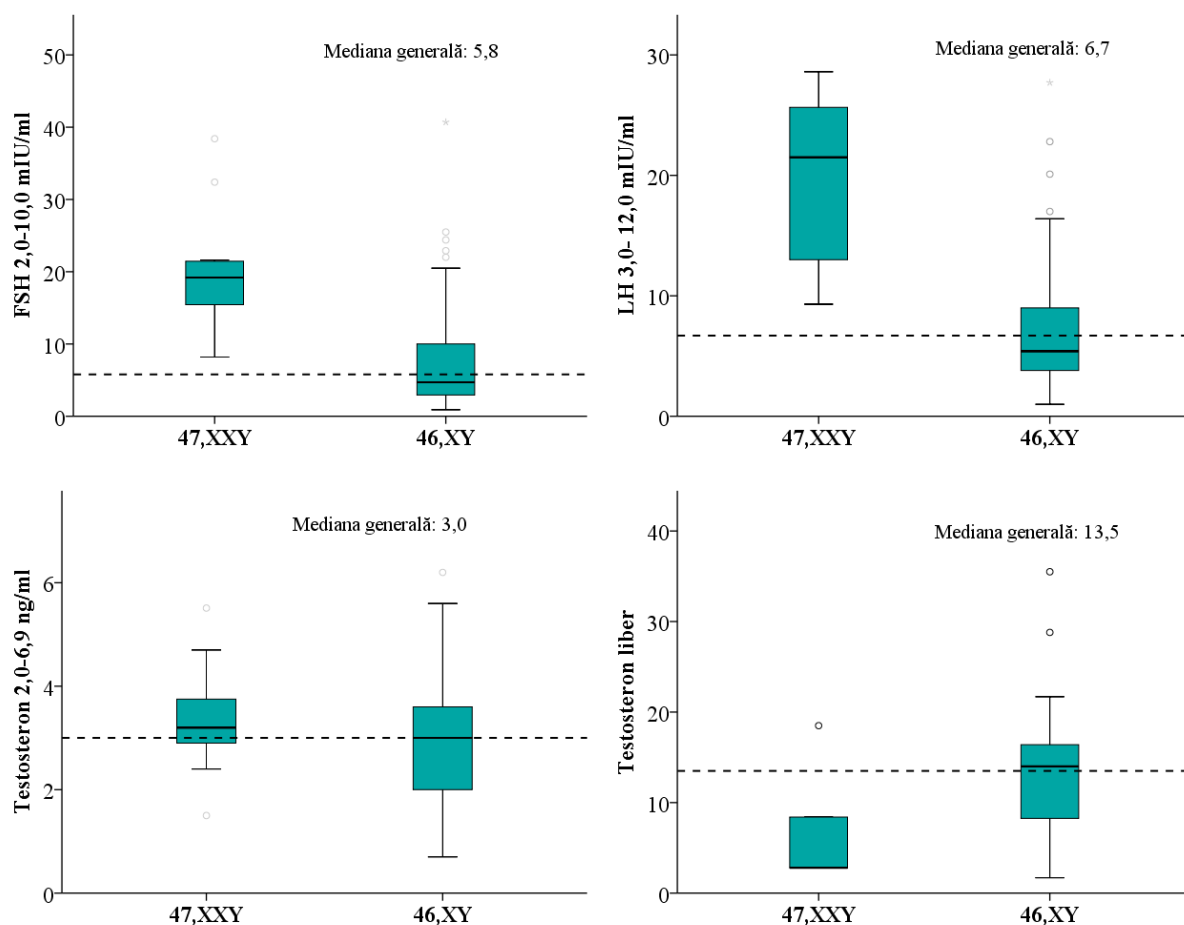 Mediana generală: 5,8
FSH 2,0-10,0 mIU/ml
50
40
30
20
10
0
47,XXY
46,XY
Mediana generală: 6,7
LH 3,0- 12,0 mIU/ml
30
20
10
0
47,XXY
46,XY
Mediana generală: 3,0
Testosteron 2,0-6,9 ng/ml
6
4
2
0
47,XXY
46,XY
Mediana generală: 13,5
Testosteron liber
40
30
20
10
0
47,XXY
46,XY